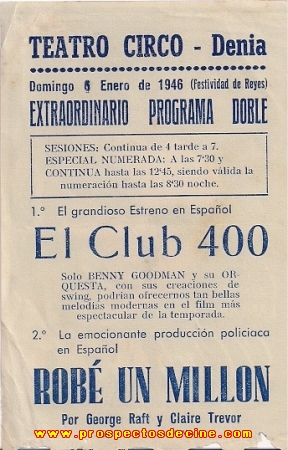 TEATRO CIRCO - Denia
Domingo 6 Enero de 1946 (Festividad de Reyes)
EXTRAORDINARIO PROGRAMA DOBLE
SESIONES: Continua de 4 tarde a 7.
ESPECIAL NUMERADA: A las 7'30 y
CONTINUA hasta las 12'45, siendo válida la
numeración hasta las 8'30 noche.
1.º El grandioso Estreno en Español
El Club 400
Solo BENNY GOODMAN y su OR-
QUESTA, con sus creaciones de
swing, podrían ofrecernos tan bellas
melodías modernas en el film más
espectacular de la temporada.
2.º La emocionante producción policiaca
en Español
ROBÉ UN MILLON
Por George Raft y Claire Trevor
www.prospectosdecine.com